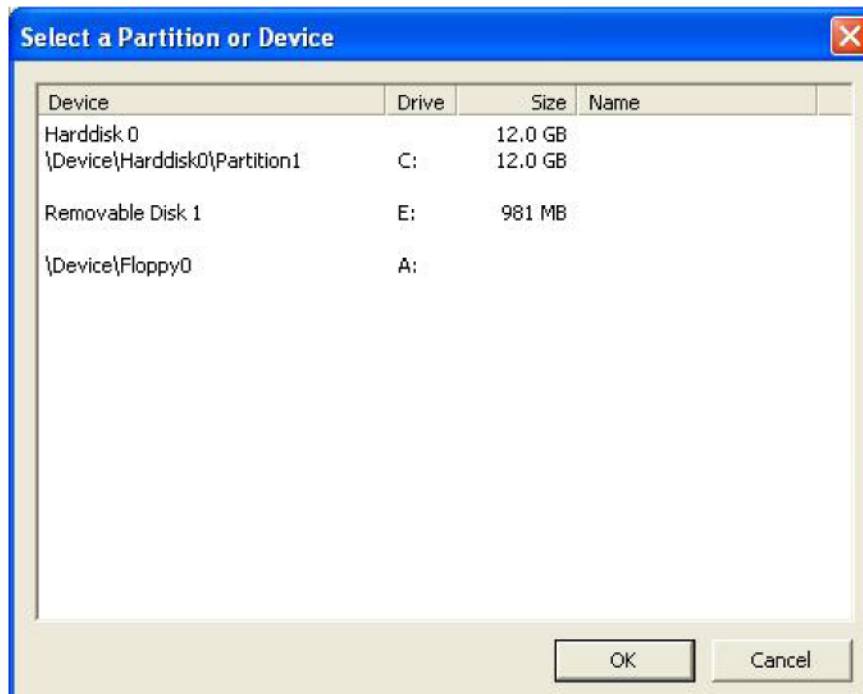 Select a Partition or Device
Device Drive Size Name
Harddisk 0 12.0 GB
\Device\Harddisk0\Partition1 C: 12.0 GB
Removable Disk 1 E: 981 MB
\Device\Floppy0 A:
OK Cancel